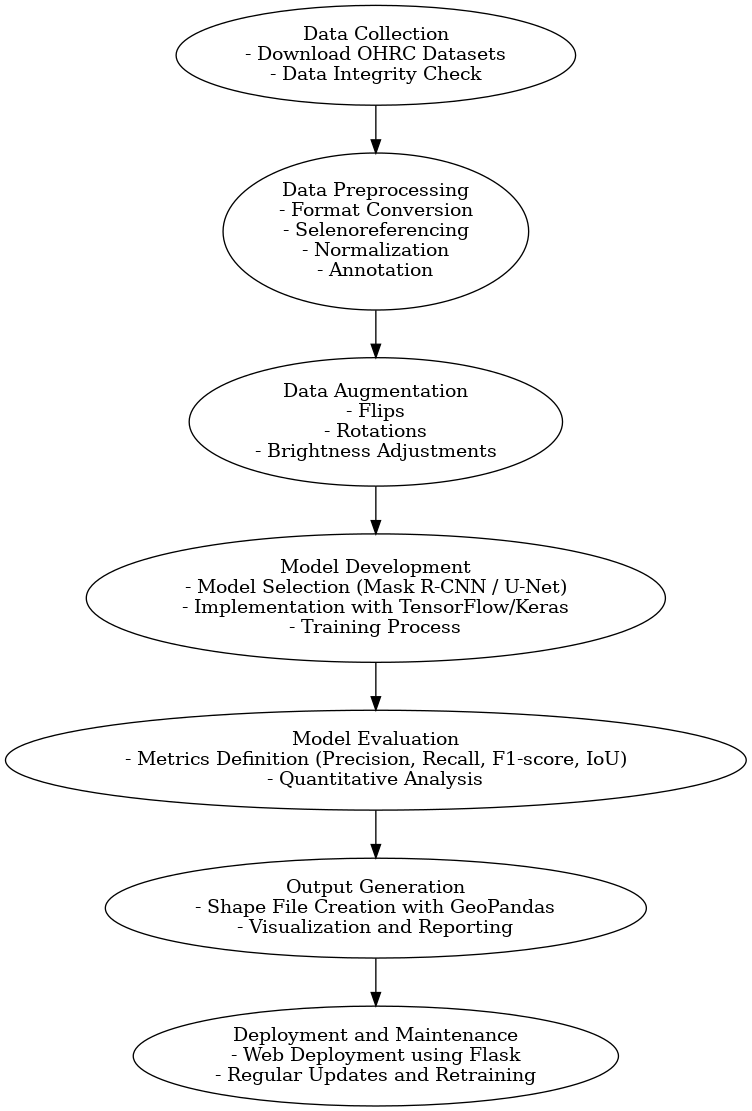 Data Collection
- Download OHRC Datasets
- Data Integrity Check
Data Preprocessing
- Format Conversion
- Selenoreferencing
- Normalization
- Annotation
Data Augmentation
- Flips
- Rotations
- Brightness Adjustments
Model Development
- Model Selection (Mask R-CNN / U-Net)
- Implementation with TensorFlow/Keras
- Training Process
Model Evaluation
- Metrics Definition (Precision, Recall, F1-score, IoU)
- Quantitative Analysis
Output Generation
- Shape File Creation with GeoPandas
- Visualization and Reporting
Deployment and Maintenance
- Web Deployment using Flask
- Regular Updates and Retraining